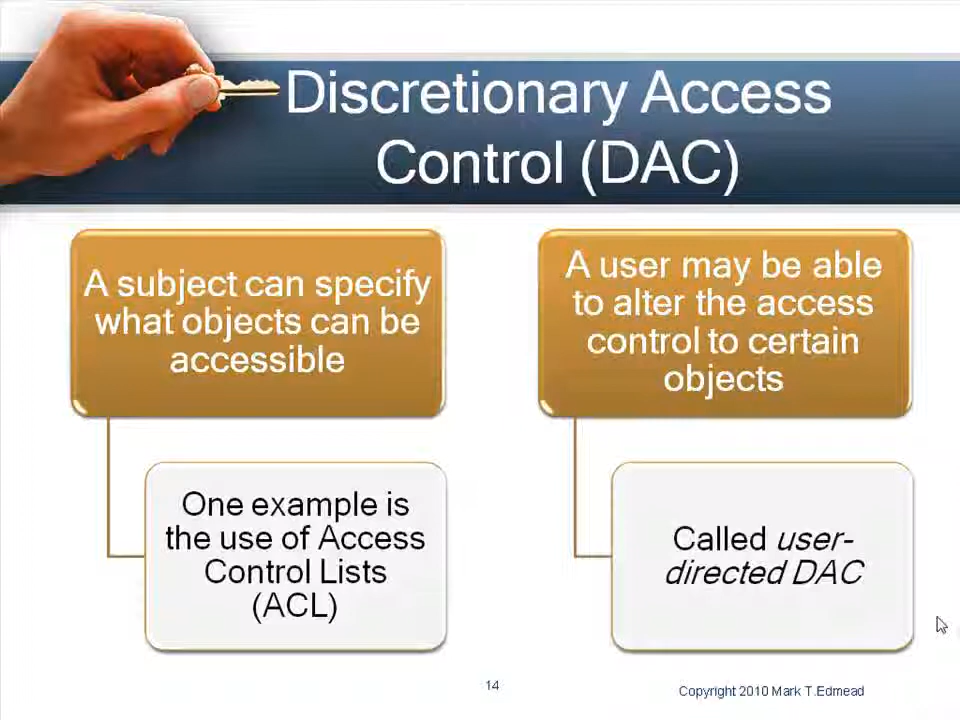 Discretionary Access
Control (DAC)
A subject can specify
what objects can be
accessible
One example is
the use of Access
Control Lists
(ACL)
A user may be able
to alter the access
control to certain
objects
Called user-
directed DAC
14
Copyright 2010 Mark T.Edmead